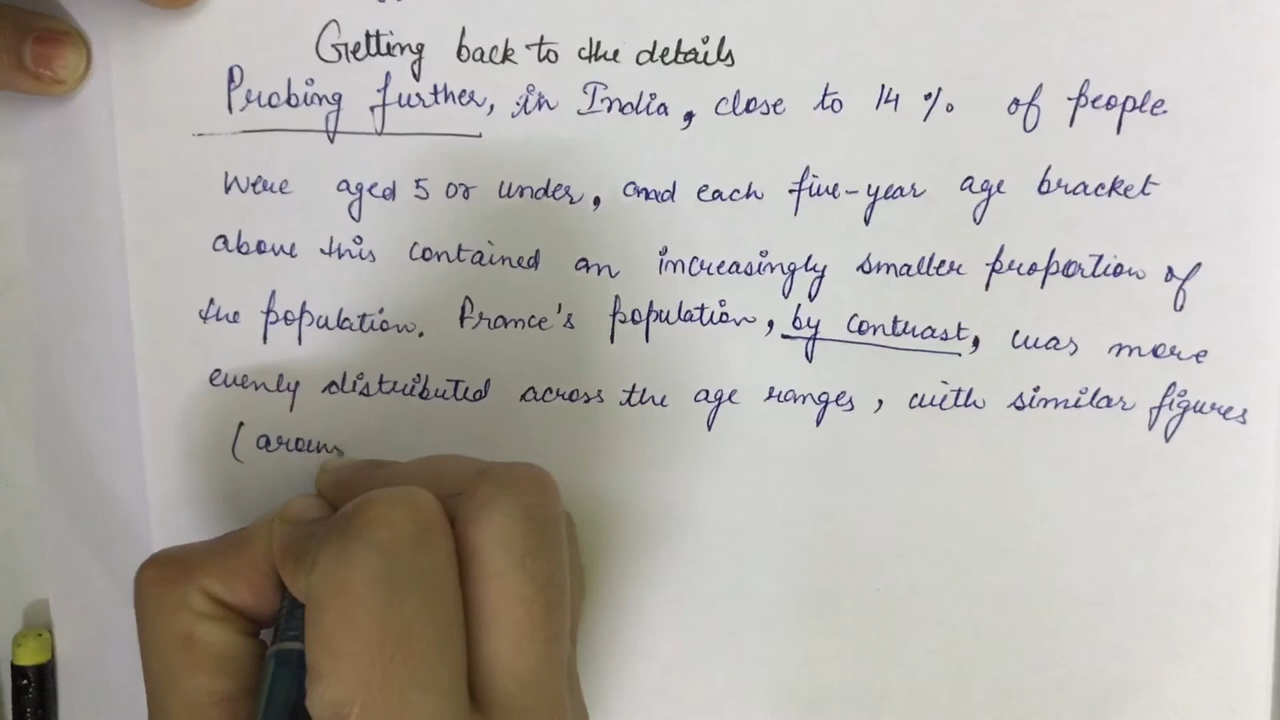 Getting back to the details
Probing further, in India, close to 14 % of people
were aged 5 or under, and each five-year age bracket
above this contained an increasingly smaller proportion of
the population. France's population, by contrast, was more
evenly distributed across the age ranges, with similar figures
(aroun